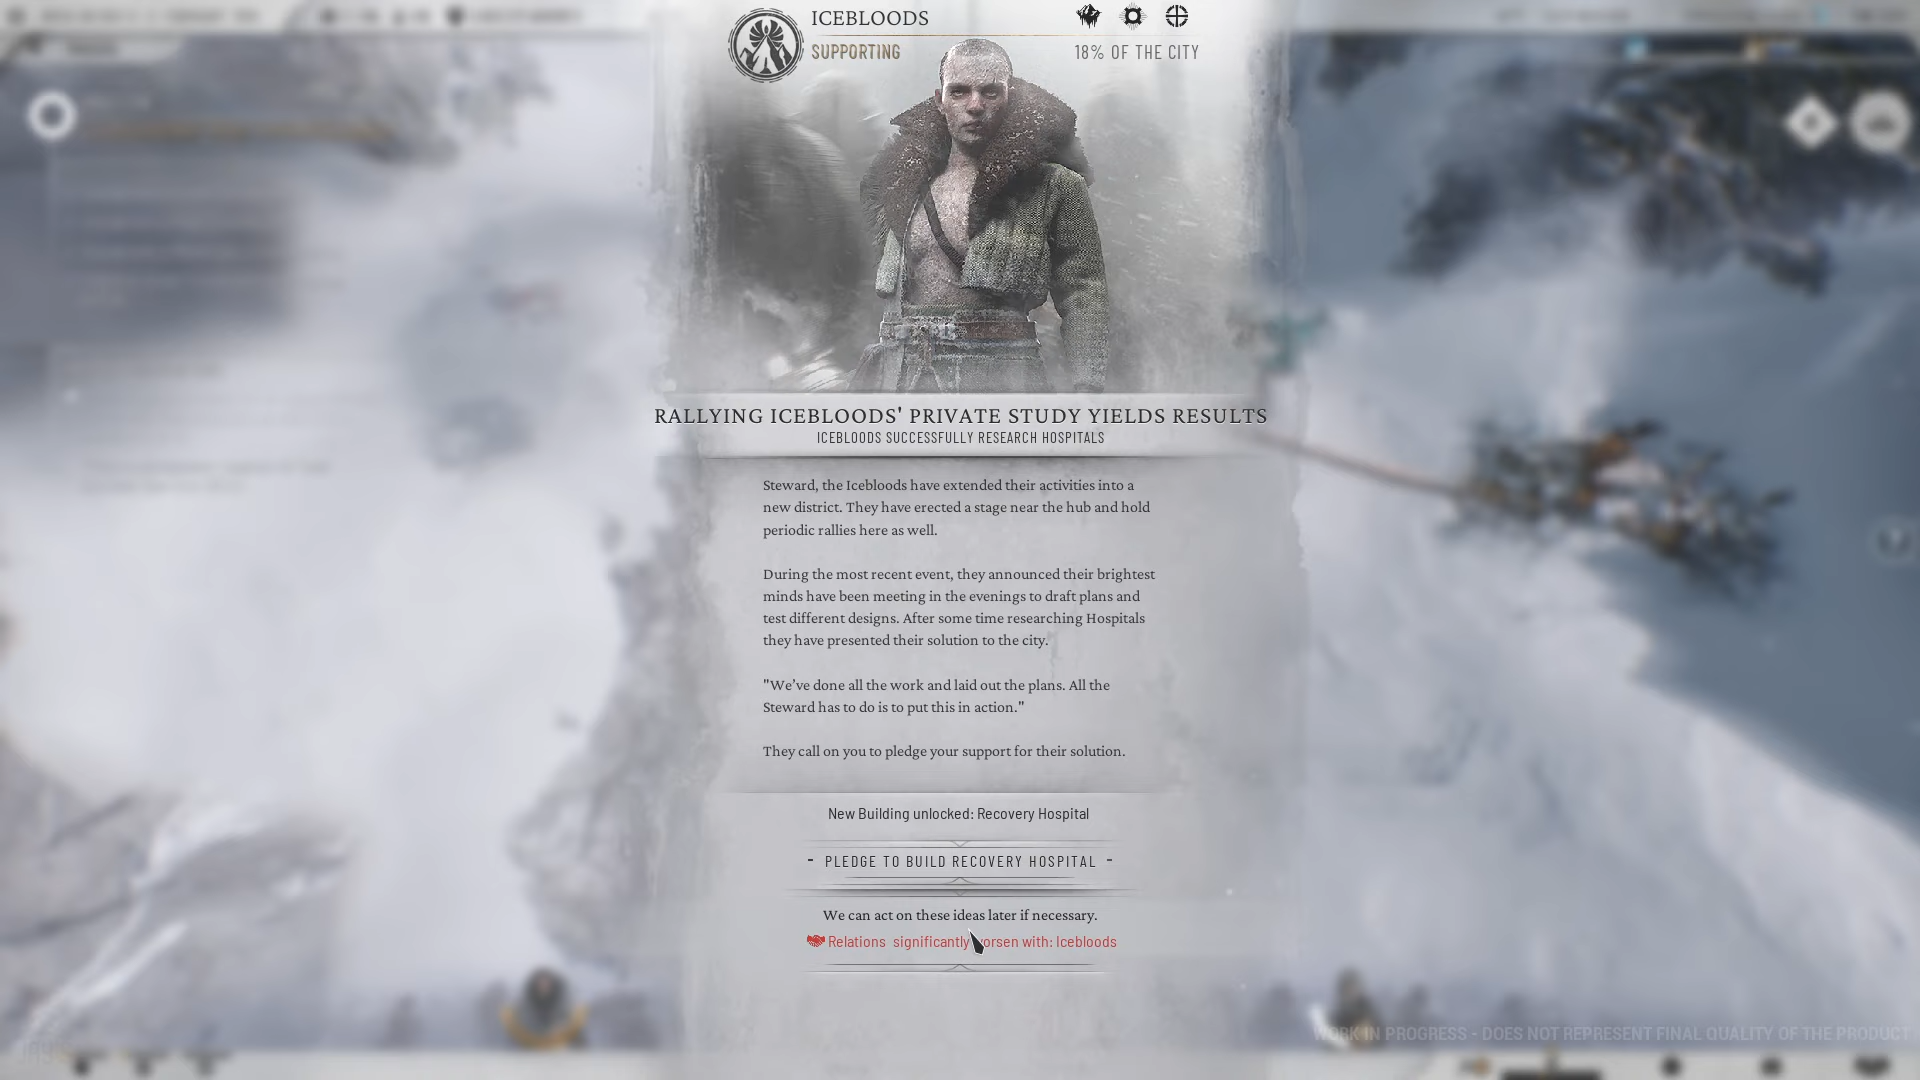 ICEBLOODS
SUPPORTING
18% OF THE CITY
RALLYING ICEBLOODS' PRIVATE STUDY YIELDS RESULTS
ICEBLOODS SUCCESSFULLY RESEARCH HOSPITALS
Steward, the Icebloods have extended their activities into a
new district. They have erected a stage near the hub and hold
periodic rallies here as well.
During the most recent event, they announced their brightest
minds have been meeting in the evenings to draft plans and
test different designs. After some time researching Hospitals
they have presented their solution to the city.
"We've done all the work and laid out the plans. All the
Steward has to do is to put this in action."
They call on you to pledge your support for their solution.
New Building unlocked: Recovery Hospital
- PLEDGE TO BUILD RECOVERY HOSPITAL -
We can act on these ideas later if necessary.
Relations significantly worsen with: Icebloods
WORK IN PROGRESS - DOES NOT REPRESENT FINAL QUALITY OF THE PRODUCT